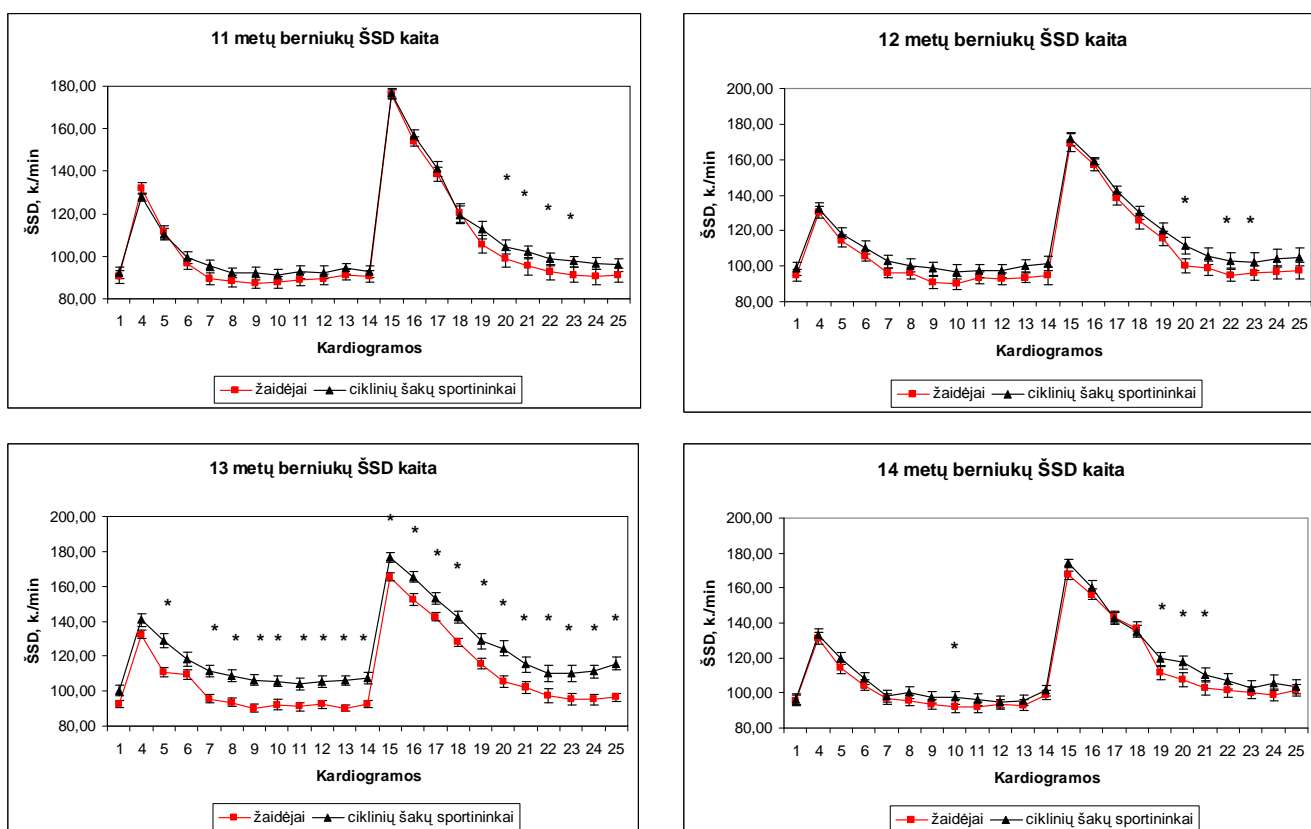 11 metų berniukų ŠSD kaita
ŠSD, k./min
180,00
160,00
140,00
120,00
100,00
80,00
* * * *
1 4 5 6 7 8 9 10 11 12 13 14 15 16 17 18 19 20 21 22 23 24 25
Kardiogramos
žaidėjai ciklinių šakų sportininkai
12 metų berniukų ŠSD kaita
ŠSD, k./min
200,00
180,00
160,00
140,00
120,00
100,00
80,00
* * *
1 4 5 6 7 8 9 10 11 12 13 14 15 16 17 18 19 20 21 22 23 24 25
Kardiogramos
žaidėjai ciklinių šakų sportininkai
13 metų berniukų ŠSD kaita
ŠSD, k./min
200,00
180,00
160,00
140,00
120,00
100,00
80,00
* * * * * * * * * * * * * * * * * * * *
1 4 5 6 7 8 9 10 11 12 13 14 15 16 17 18 19 20 21 22 23 24 25
Kardiogramos
žaidėjai ciklinių šakų sportininkai
14 metų berniukų ŠSD kaita
ŠSD, k./min
200,00
180,00
160,00
140,00
120,00
100,00
80,00
* * * *
1 4 5 6 7 8 9 10 11 12 13 14 15 16 17 18 19 20 21 22 23 24 25
Kardiogramos
žaidėjai ciklinių šakų sportininkai